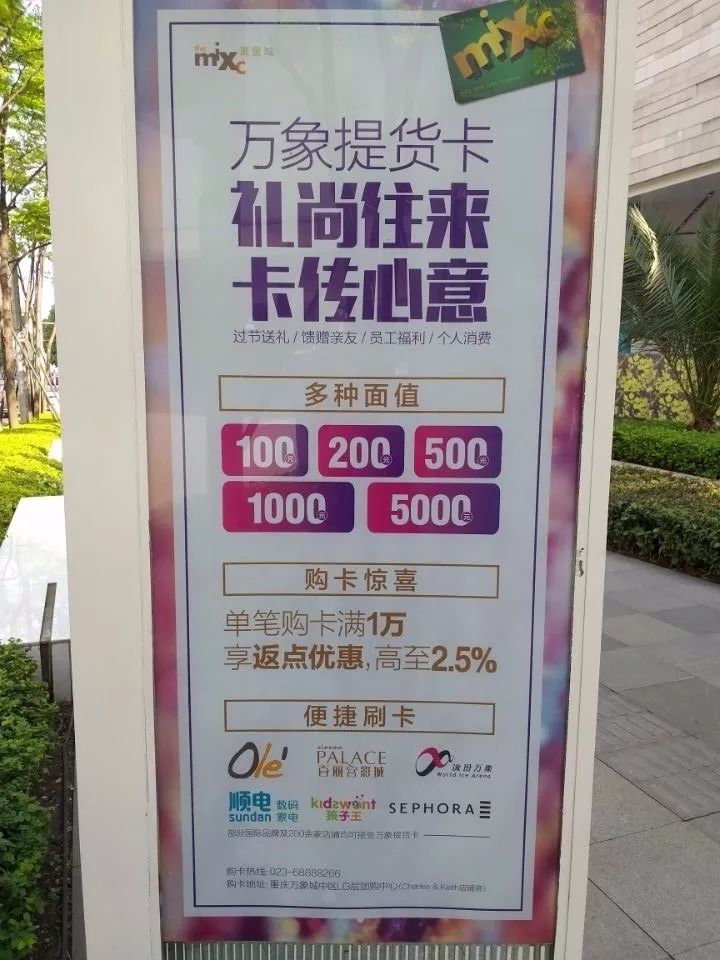 the mixc 萬象城
mixc
万象提货卡
礼尚往来
卡传心意
过节送礼 / 馈赠亲友 / 员工福利 / 个人消费
多种面值
100元 200元 500元
1000元 5000元
购卡惊喜
单笔购卡满1万
享返点优惠,高至2.5%
便捷刷卡
Olé
cinema PALACE 百丽宫影城
冰纷万象 World Ice Arena
顺电 sundan 数码家电
kidswant 孩子王
SEPHORA
部分国际品牌及200余家店铺均可接受万象提货卡
购卡热线: 023-68688266
购卡地址: 重庆万象城中区LG层团购中心(Charles & Keith店铺旁)